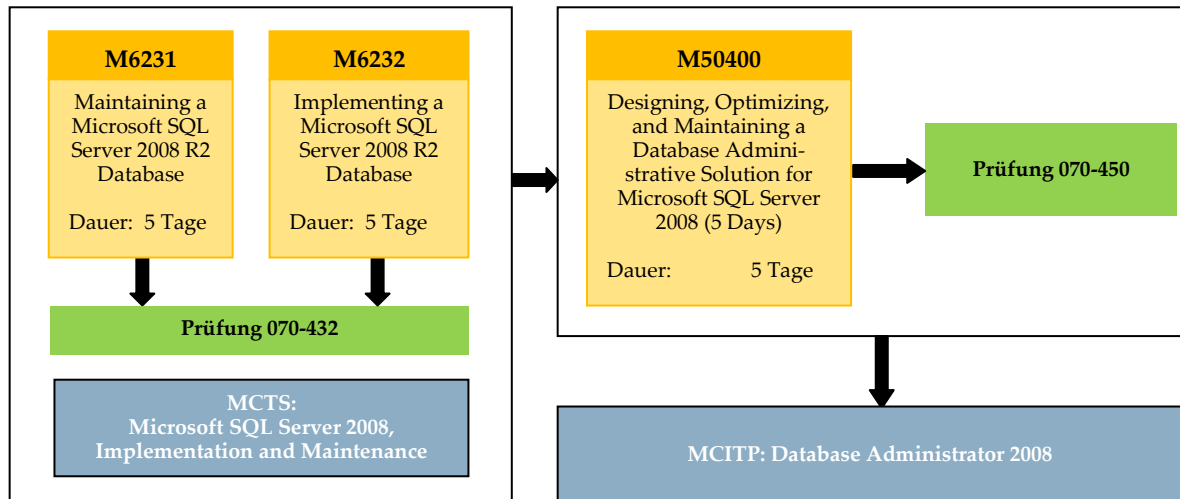 M6231
Maintaining a
Microsoft SQL
Server 2008 R2
Database
Dauer: 5 Tage
M6232
Implementing a
Microsoft SQL
Server 2008 R2
Database
Dauer: 5 Tage
Prüfung 070-432
MCTS:
Microsoft SQL Server 2008,
Implementation and Maintenance
M50400
Designing, Optimizing,
and Maintaining a
Database Admini-
strative Solution for
Microsoft SQL Server
2008 (5 Days)
Dauer: 5 Tage
Prüfung 070-450
MCITP: Database Administrator 2008